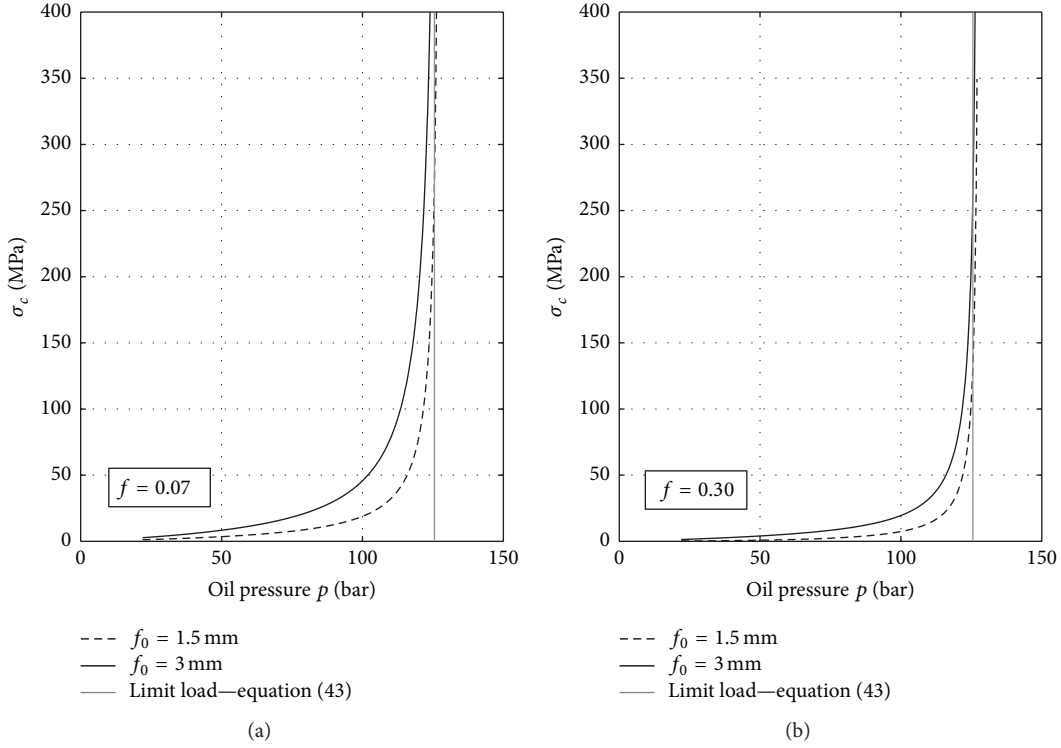 400
350
300
250
200
150
100
50
0
σc (MPa)
f = 0.07
0 50 100 150
Oil pressure p (bar)
f0 = 1.5 mm
f0 = 3 mm
Limit load—equation (43)
(a)
400
350
300
250
200
150
100
50
0
σc (MPa)
f = 0.30
0 50 100 150
Oil pressure p (bar)
f0 = 1.5 mm
f0 = 3 mm
Limit load—equation (43)
(b)